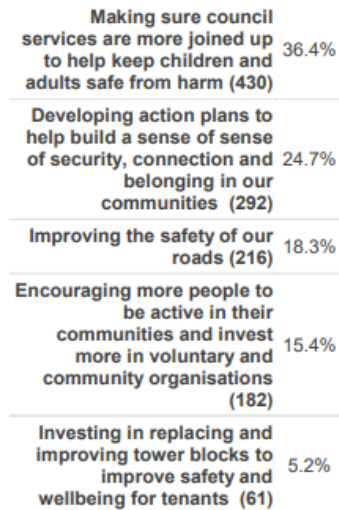 Making sure council
services are more joined up
to help keep children and
adults safe from harm (430)
36.4%
Developing action plans to
help build a sense of sense
of security, connection and
belonging in our
communities (292)
24.7%
Improving the safety of our
roads (216)
18.3%
Encouraging more people to
be active in their
communities and invest
more in voluntary and
community organisations
(182)
15.4%
Investing in replacing and
improving tower blocks to
improve safety and
wellbeing for tenants (61)
5.2%